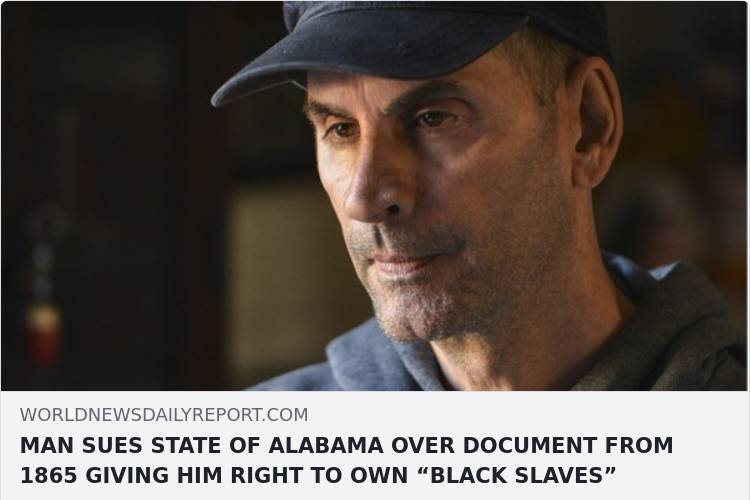 WORLDNEWSDAILYREPORT.COM
MAN SUES STATE OF ALABAMA OVER DOCUMENT FROM
1865 GIVING HIM RIGHT TO OWN “BLACK SLAVES”